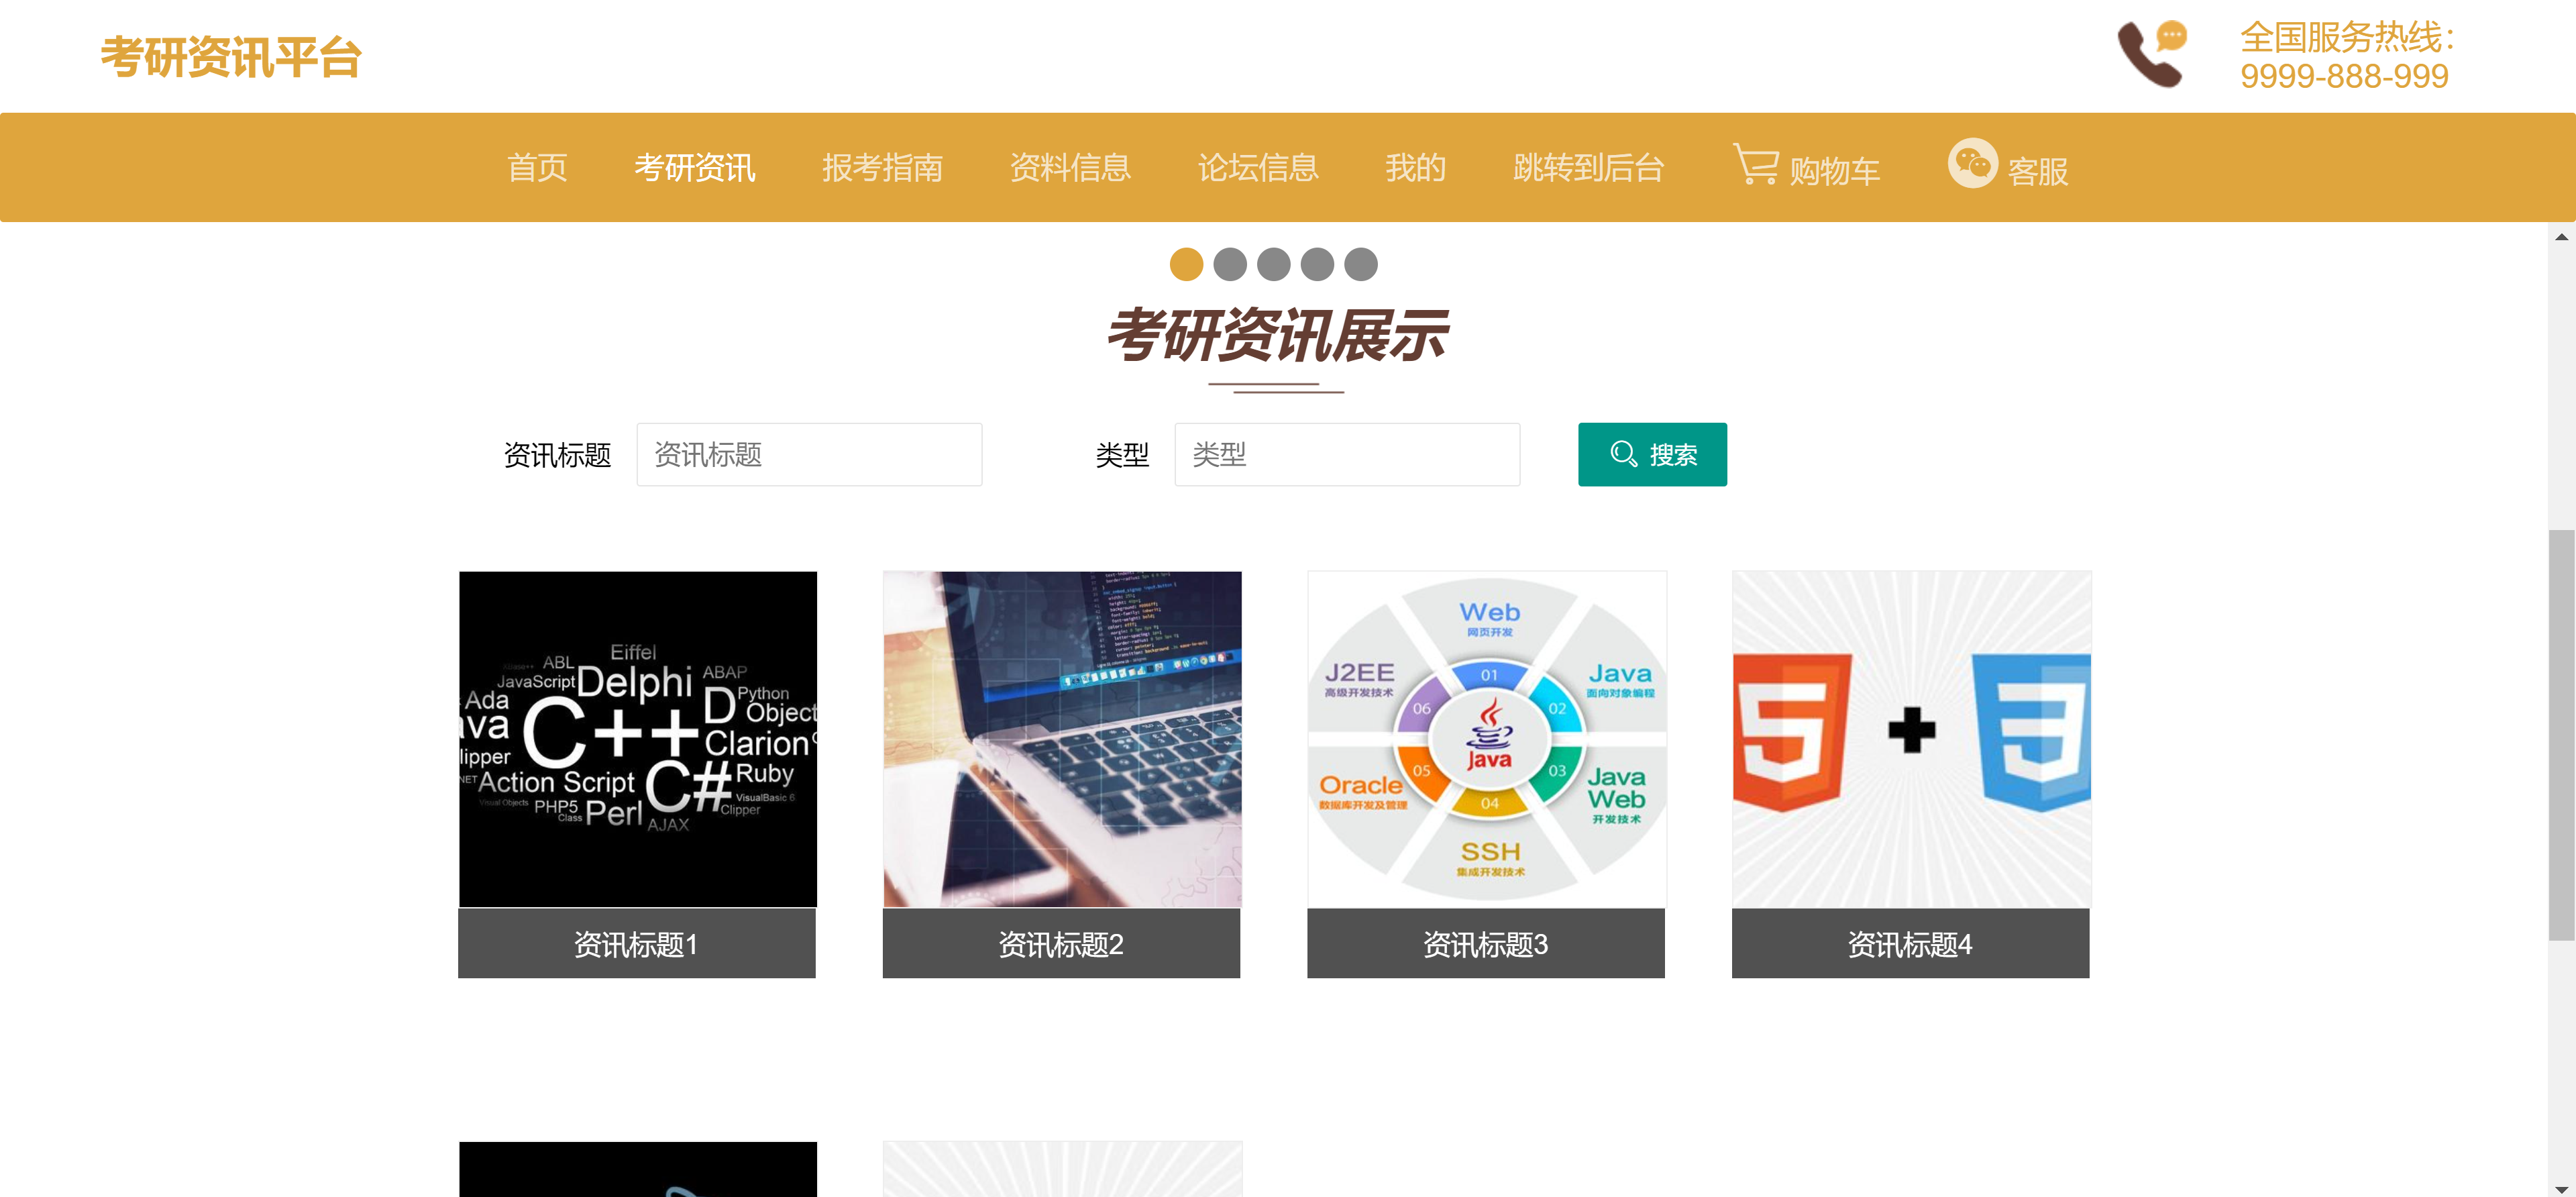 考研资讯平台
全国服务热线：
9999-888-999
首页 考研资讯 报考指南 资料信息 论坛信息 我的 跳转到后台 购物车 客服
考研资讯展示
资讯标题 资讯标题 类型 类型 搜索
Eiffel
ABL
ABAP
JavaScript
Delphi
Python
Ada
D
Object
C++
Clarion
lipper
Action Script
C#
Ruby
Visual Objects
PHP5
Perl
VisualBasic 6
Class
Clipper
AJAX
Web
网页开发
J2EE
高级开发技术
01
Java
面向对象编程
06
02
java
05
03
Oracle
数据库开发及管理
Java
Web
开发技术
04
SSH
集成开发技术
5 3
资讯标题1 资讯标题2 资讯标题3 资讯标题4